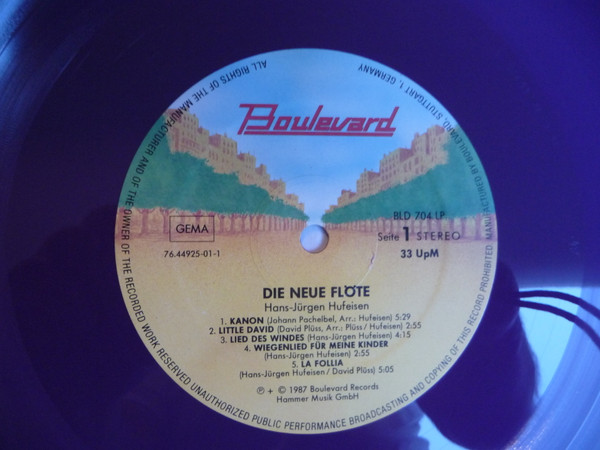 Boulevard
GEMA
76.44925-01-1
BLD 704 LP
Seite 1 STEREO
33 UpM
DIE NEUE FLÖTE
Hans-Jürgen Hufeisen
1. KANON (Johann Pachelbel, Arr.: Hufeisen) 5:29
2. LITTLE DAVID (David Plüss, Arr.: Plüss / Hufeisen) 2:55
3. LIED DES WINDES (Hans-Jürgen Hufeisen) 4:15
4. WIEGENLIED FÜR MEINE KINDER
(Hans-Jürgen Hufeisen) 2:55
5. LA FOLLIA
(Hans-Jürgen Hufeisen / David Plüss) 5:05
℗ + © 1987 Boulevard Records
Hammer Musik GmbH
ALL RIGHTS OF THE MANUFACTURER AND OF THE OWNER OF THE RECORDED WORK RESERVED UNAUTHORIZED PUBLIC PERFORMANCE BROADCASTING AND COPYING OF THIS RECORD PROHIBITED. MANUFACTURED BY BOULEVARD, STUTTGART 1, GERMANY